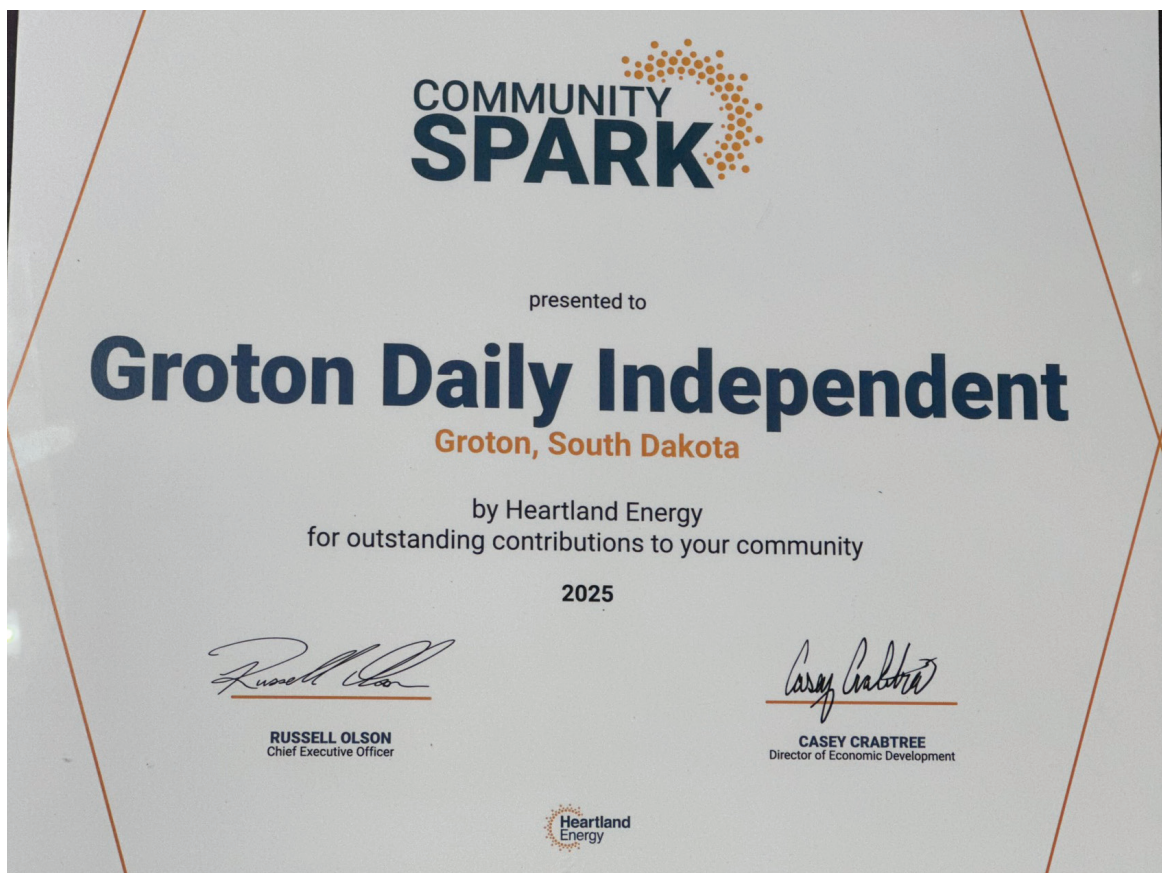 COMMUNITY
SPARK
presented to
Groton Daily Independent
Groton, South Dakota
by Heartland Energy
for outstanding contributions to your community
2025
Russell Olson
Casey Crabtree
RUSSELL OLSON
Chief Executive Officer
CASEY CRABTREE
Director of Economic Development
Heartland
Energy